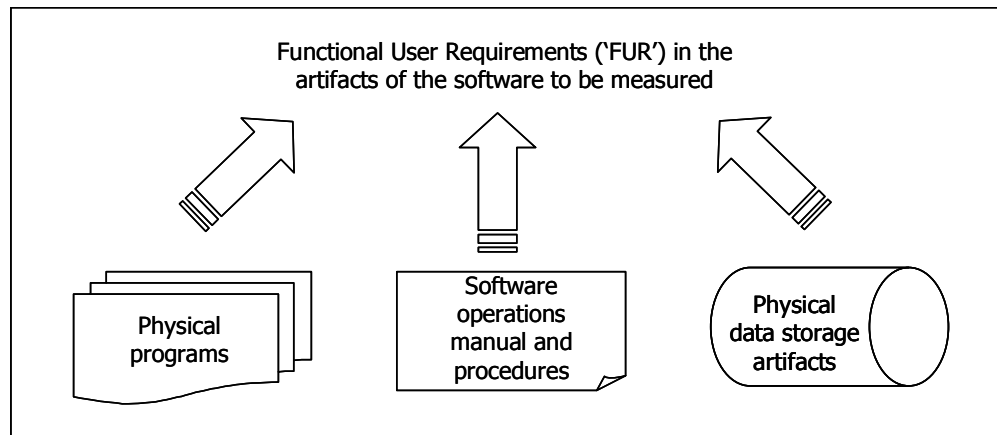 Functional User Requirements (‘FUR’) in the
artifacts of the software to be measured
Physical
programs
Software
operations
manual and
procedures
Physical
data storage
artifacts